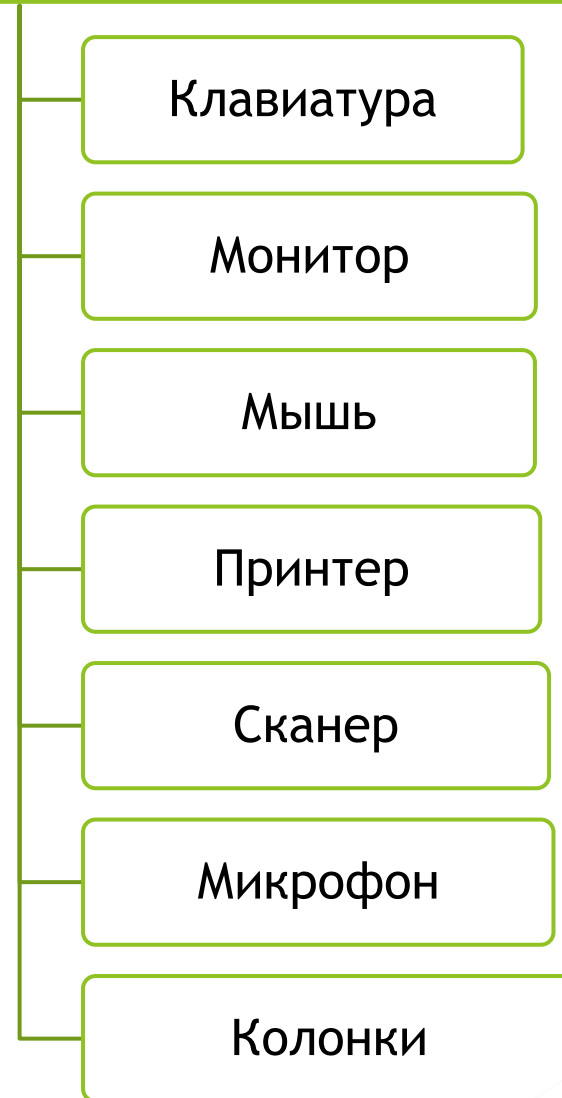 Клавиатура
Монитор
Мышь
Принтер
Сканер
Микрофон
Колонки